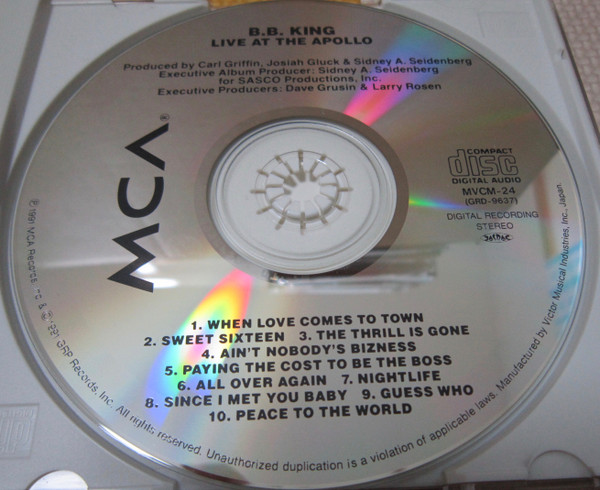 B.B. KING
LIVE AT THE APOLLO
Produced by Carl Griffin, Josiah Gluck & Sidney A. Seidenberg
Executive Album Producer: Sidney A. Seidenberg
for SASCO Productions, Inc.
Executive Producers: Dave Grusin & Larry Rosen
MCA®
COMPACT
disc
DIGITAL AUDIO
MVCM-24
(GRD-9637)
DIGITAL RECORDING
STEREO
1. WHEN LOVE COMES TO TOWN
2. SWEET SIXTEEN 3. THE THRILL IS GONE
4. AIN'T NOBODY'S BIZNESS
5. PAYING THE COST TO BE THE BOSS
6. ALL OVER AGAIN 7. NIGHTLIFE
8. SINCE I MET YOU BABY 9. GUESS WHO
10. PEACE TO THE WORLD
℗1991 MCA Records, Inc. & ©1991 GRP Records, Inc. All rights reserved. Unauthorized duplication is a violation of applicable laws. Manufactured by Victor Musical Industries, Inc., Japan.